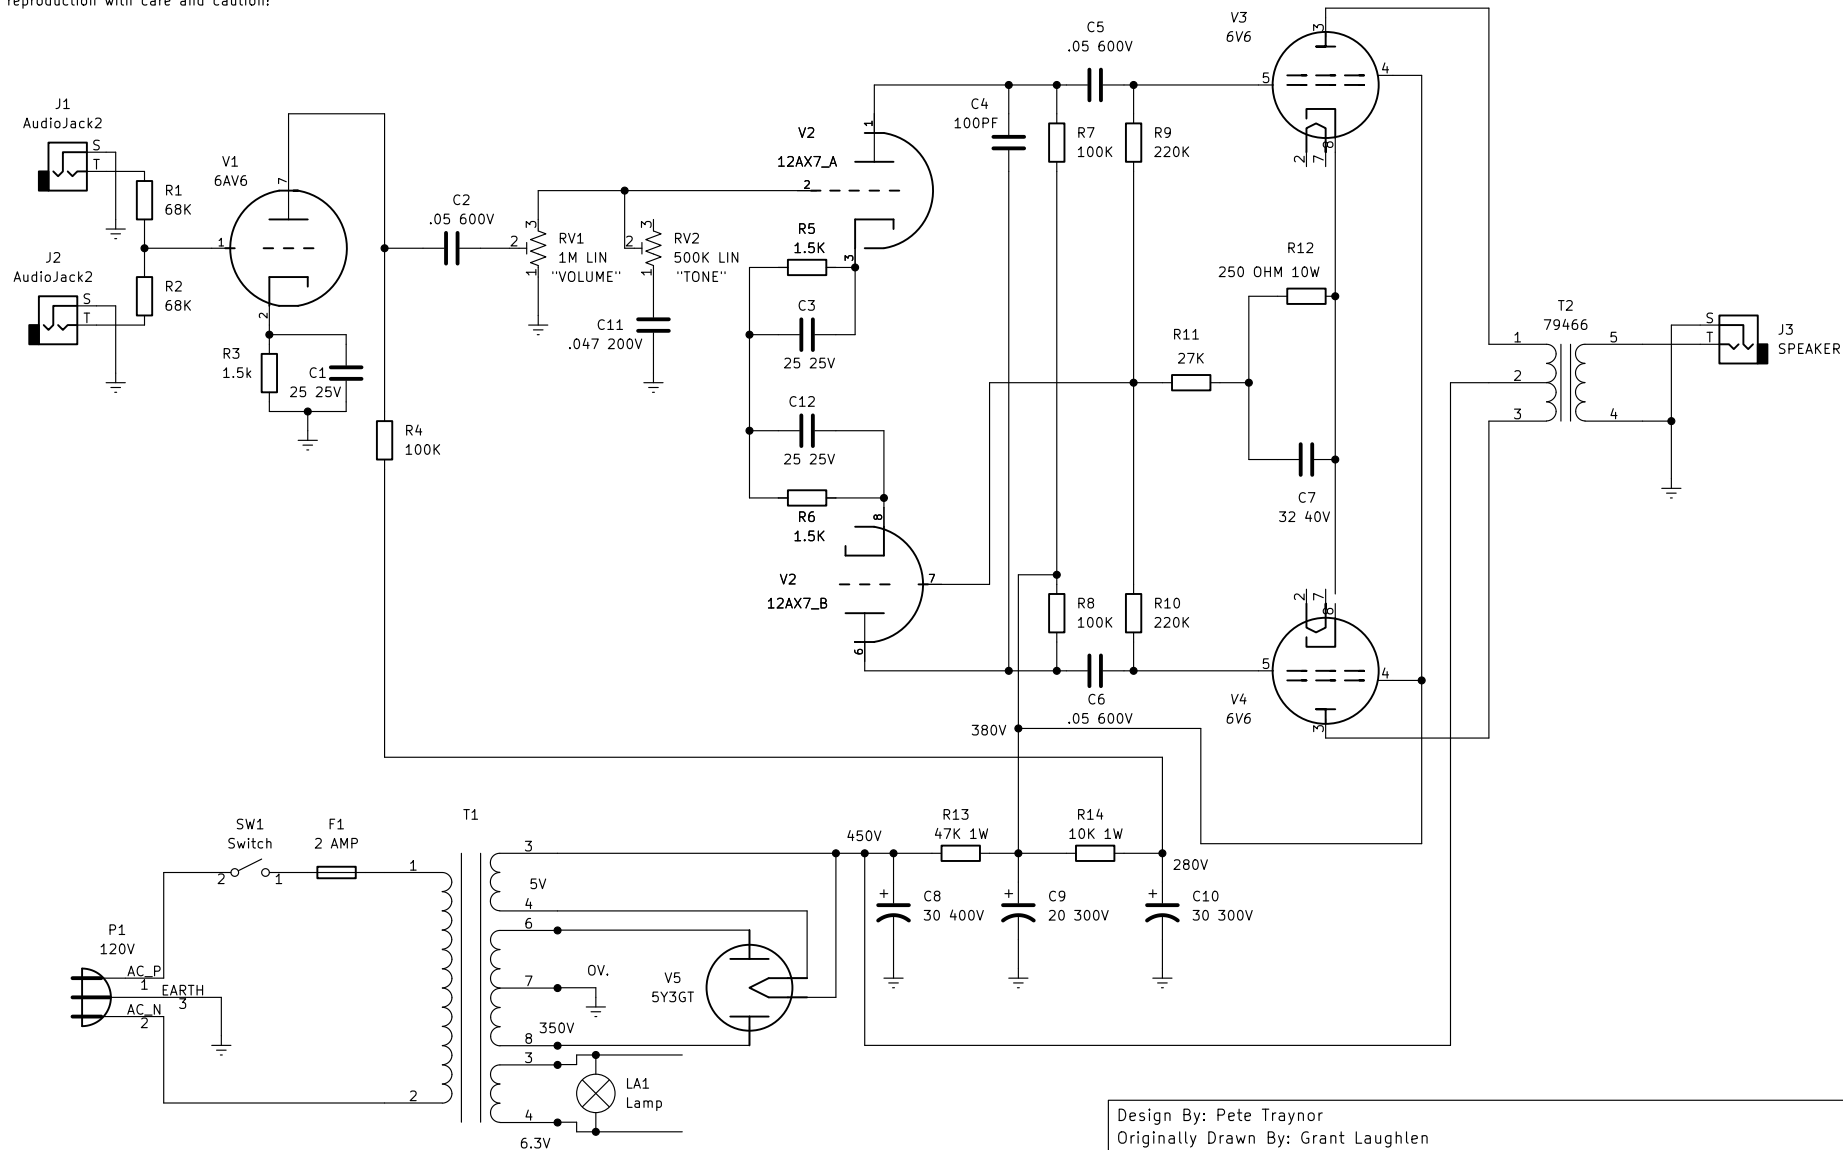 reproduction with care and caution!
J1
AudioJack2
S
T
R1
68K
J2
AudioJack2
S
T
R2
68K
V1
6AV6
7
1
2
R3
1.5k
C1
25 25V
R4
100K
C2
.05 600V
3
2
1
RV1
1M LIN
"VOLUME"
3
2
1
RV2
500K LIN
"TONE"
C11
.047 200V
V2
12AX7_A
1
2
3
R5
1.5K
C3
25 25V
C12
25 25V
R6
1.5K
8
V2
12AX7_B
7
6
C4
100PF
C5
.05 600V
R7
100K
R9
220K
R8
100K
R10
220K
C6
.05 600V
R11
27K
R12
250 OHM 10W
C7
32 40V
V3
6V6
3
5
4
2
7
8
V4
6V6
2
7
8
5
4
3
T2
79466
1
2
3
5
4
S
T
J3
SPEAKER
380V
P1
120V
AC_P
1
EARTH
3
AC_N
2
SW1
Switch
2
1
F1
2 AMP
T1
1
2
3
5V
4
6
7
0V.
350V
8
3
4
6.3V
LA1
Lamp
V5
5Y3GT
450V
R13
47K 1W
R14
10K 1W
280V
+
C8
30 400V
+
C9
20 300V
+
C10
30 300V
Design By: Pete Traynor
Originally Drawn By: Grant Laughlen